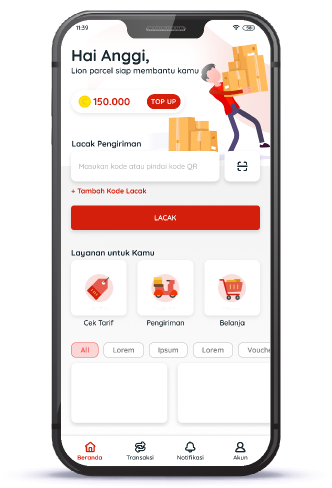 11:39
Hai Anggi,
Lion parcel siap membantu kamu
150.000 TOP UP
Lacak Pengiriman
Masukan kode atau pindai kode QR
+ Tambah Kode Lacak
LACAK
Layanan untuk Kamu
Cek Tarif Pengiriman Belanja
All Lorem Ipsum Lorem Vouche
Beranda Transaksi Notifikasi Akun